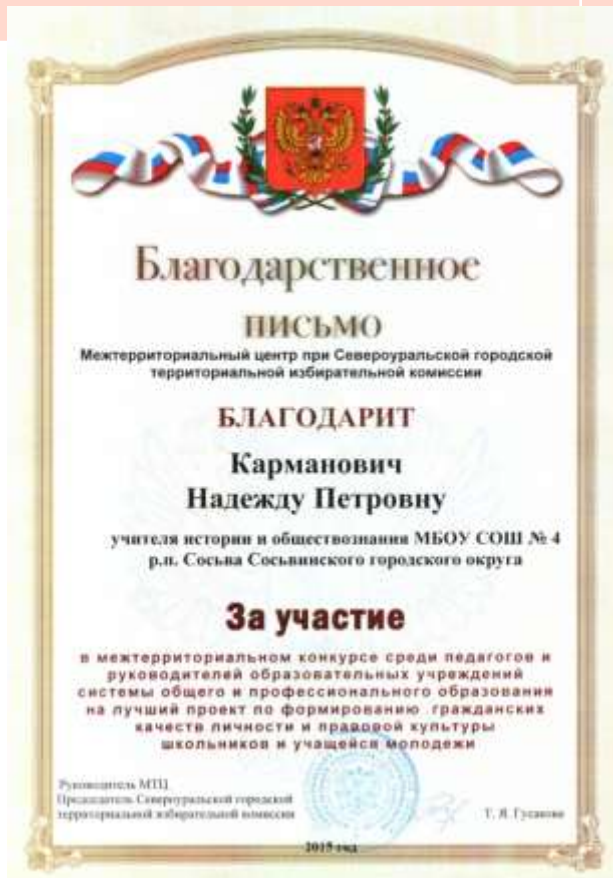 Благодарственное
ПИСЬМО
Межтерриториальный центр при Североуральской городской
территориальной избирательной комиссии
БЛАГОДАРИТ
Карманович
Надежду Петровну
учителя истории и обществознания МБОУ СОШ № 4
р.п. Сосьва Сосьвинского городского округа
За участие
в межтерриториальном конкурсе среди педагогов и
руководителей образовательных учреждений
системы общего и профессионального образования
на лучший проект по формированию гражданских
качеств личности и правовой культуры
школьников и учащейся молодежи
Руководитель МТЦ
Председатель Североуральской городской
территориальной избирательной комиссии
Т. Я. Гусакова
2015 год